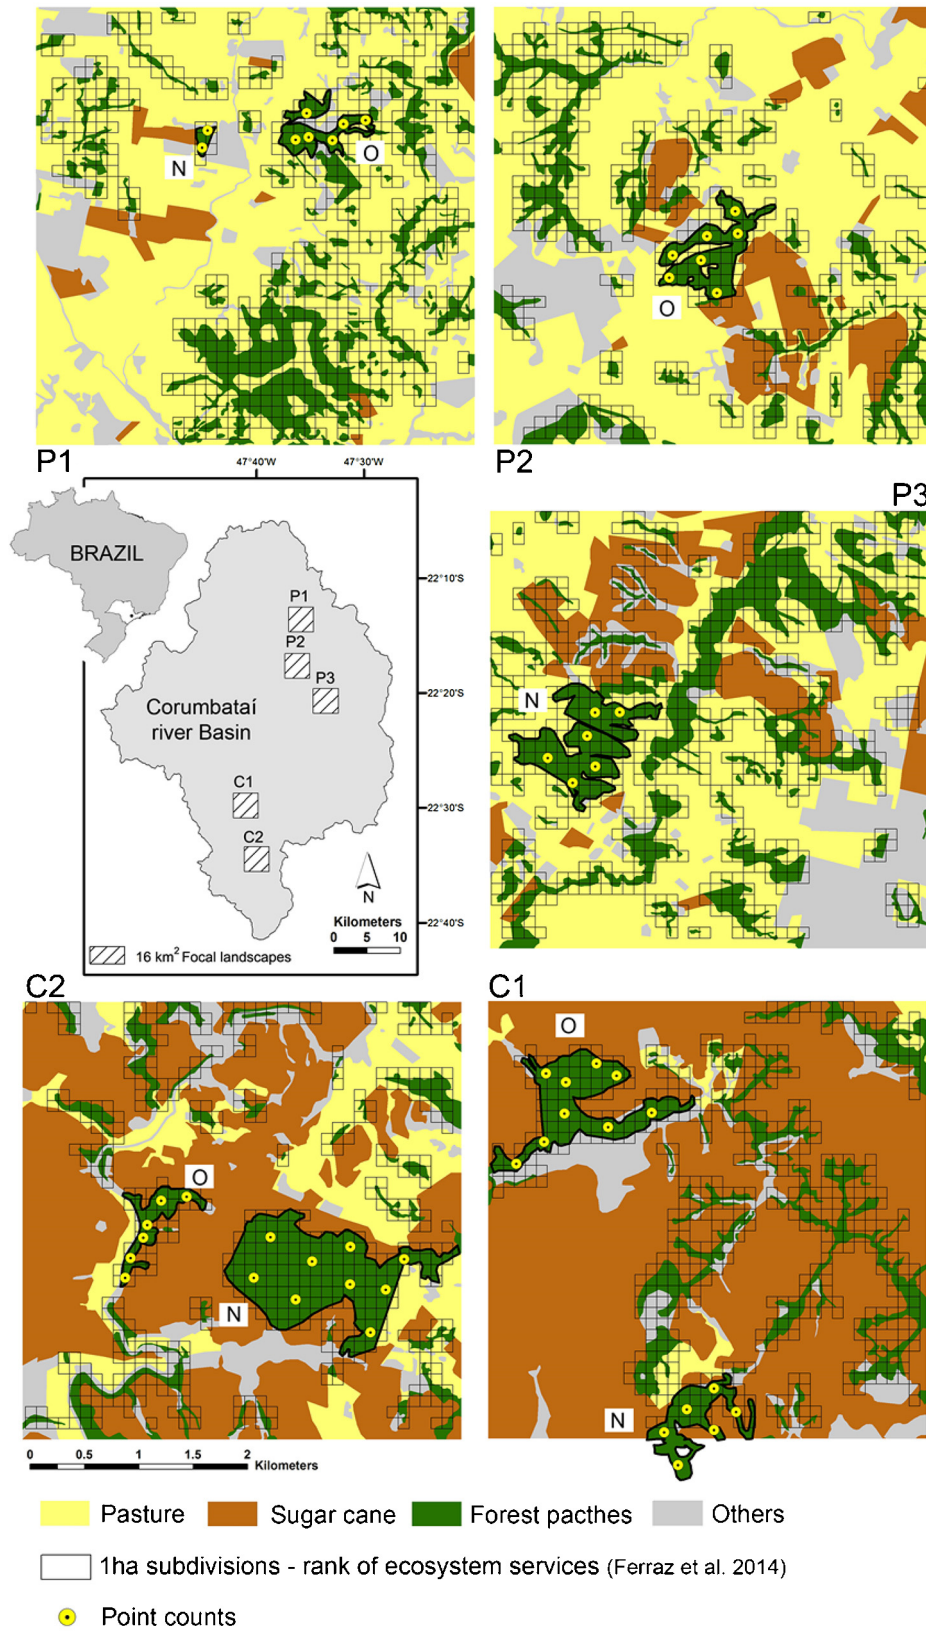 N
O
O
P1
P2
47°40'W
47°30'W
P3
BRAZIL
22°10'S
P1
P2
P3
22°20'S
N
Corumbataí
river Basin
C1
22°30'S
C2
N
Kilometers
0 5 10
22°40'S
16 km² Focal landscapes
C2
C1
O
O
N
N
0 0.5 1 1.5 2
Kilometers
Pasture Sugar cane Forest pacthes Others
1ha subdivisions - rank of ecosystem services (Ferraz et al. 2014)
Point counts